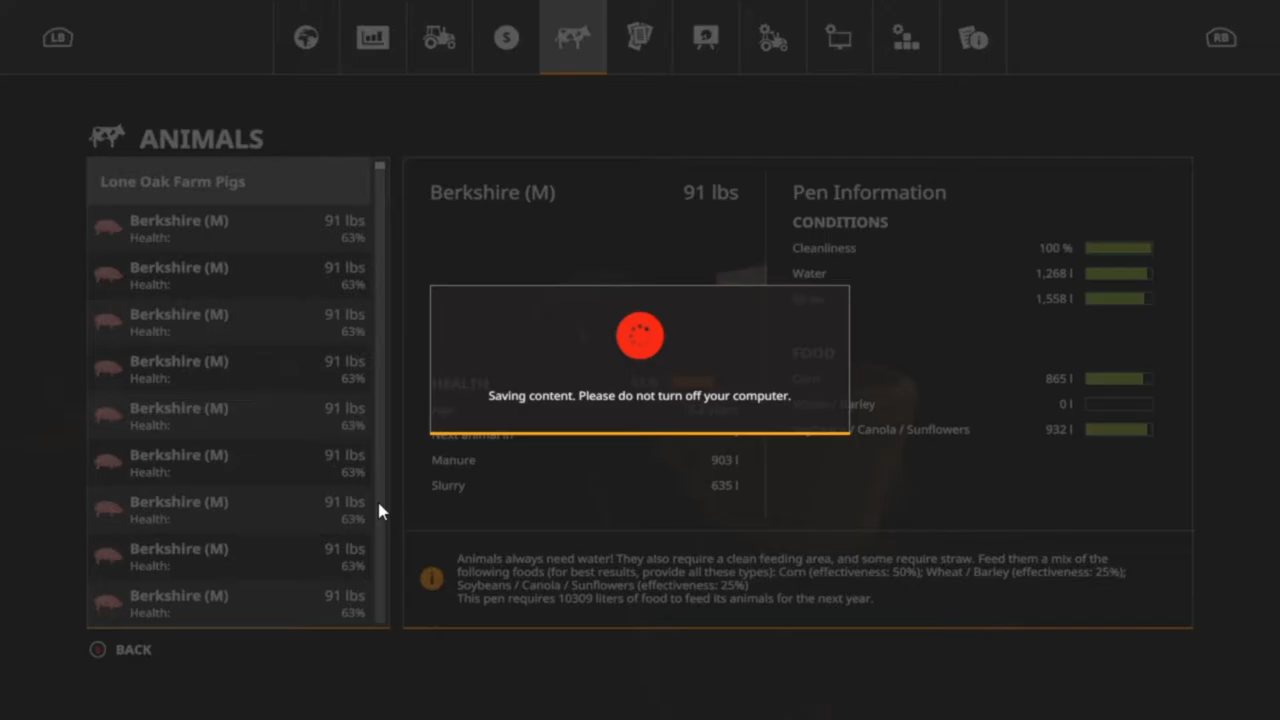 LB
RB
ANIMALS
Lone Oak Farm Pigs
Berkshire (M) 91 lbs
Health: 63%
Berkshire (M) 91 lbs
Health: 63%
Berkshire (M) 91 lbs
Health: 63%
Berkshire (M) 91 lbs
Health: 63%
Berkshire (M) 91 lbs
Health: 63%
Berkshire (M) 91 lbs
Health: 63%
Berkshire (M) 91 lbs
Health: 63%
Berkshire (M) 91 lbs
Health: 63%
Berkshire (M) 91 lbs
Health: 63%
Berkshire (M) 91 lbs
HEALTH
Next animal in
Manure 903 l
Slurry 635 l
Pen Information
CONDITIONS
Cleanliness 100 %
Water 1,268 l
1,558 l
FOOD
Corn 865 l
Barley 0 l
/ Canola / Sunflowers 932 l
Saving content. Please do not turn off your computer.
Animals always need water! They also require a clean feeding area, and some require straw. Feed them a mix of the
following foods (for best results, provide all these types): Corn (effectiveness: 50%); Wheat / Barley (effectiveness: 25%);
Soybeans / Canola / Sunflowers (effectiveness: 25%)
This pen requires 10309 liters of food to feed its animals for the next year.
BACK